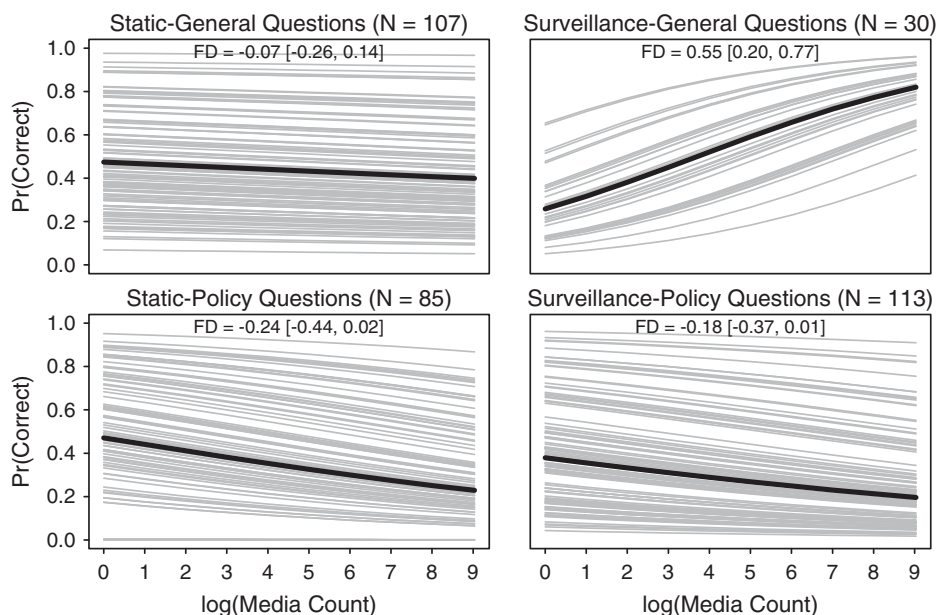 Static-General Questions (N = 107)
Surveillance-General Questions (N = 30)
FD = -0.07 [-0.26, 0.14]
FD = 0.55 [0.20, 0.77]
Pr(Correct)
1.0
0.8
0.6
0.4
0.2
0.0
Static-Policy Questions (N = 85)
Surveillance-Policy Questions (N = 113)
FD = -0.24 [-0.44, 0.02]
FD = -0.18 [-0.37, 0.01]
Pr(Correct)
1.0
0.8
0.6
0.4
0.2
0.0
0 1 2 3 4 5 6 7 8 9
0 1 2 3 4 5 6 7 8 9
log(Media Count)
log(Media Count)